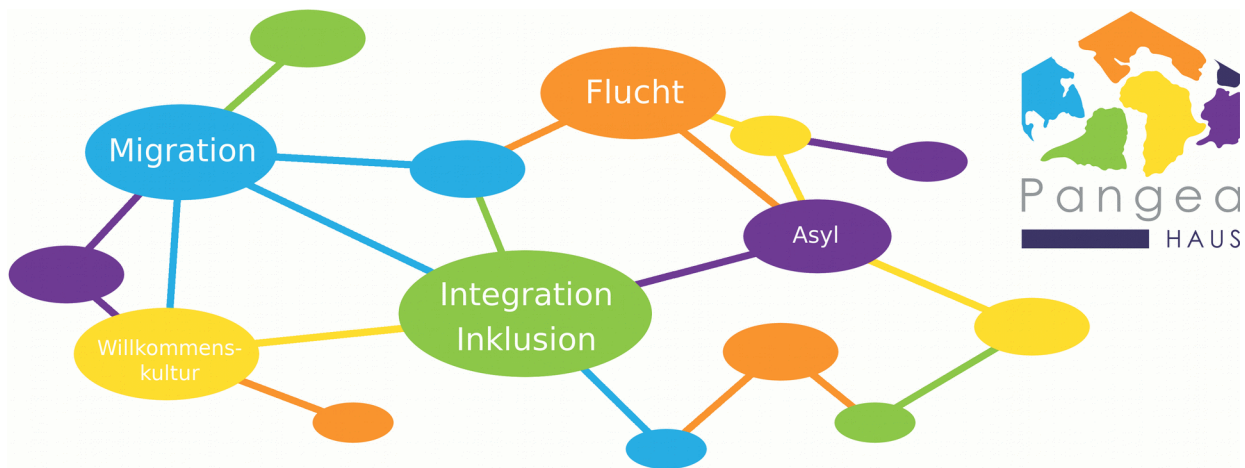 Flucht
Migration
Asyl
Integration
Inklusion
Willkommens-
kultur
Pangea
HAUS